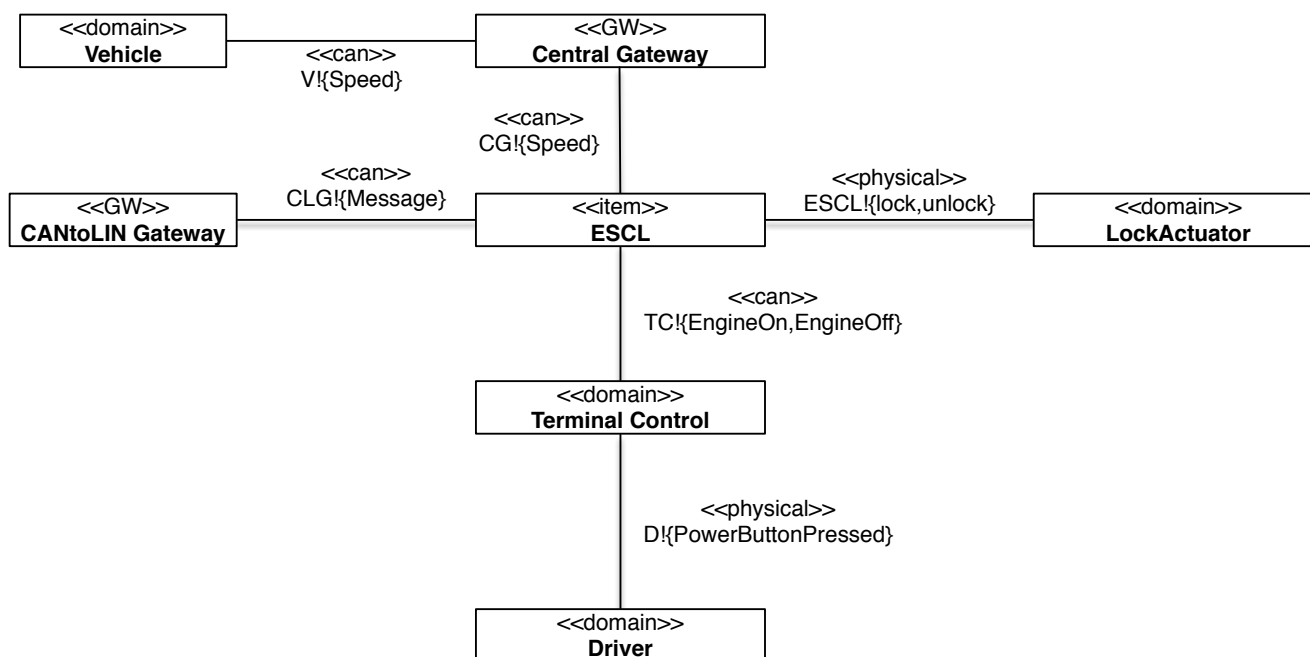 <<domain>>
Vehicle
<<can>>
V!{Speed}
<<GW>>
Central Gateway
<<can>>
CG!{Speed}
<<can>>
CLG!{Message}
<<GW>>
CANtoLIN Gateway
<<item>>
ESCL
<<physical>>
ESCL!{lock,unlock}
<<domain>>
LockActuator
<<can>>
TC!{EngineOn,EngineOff}
<<domain>>
Terminal Control
<<physical>>
D!{PowerButtonPressed}
<<domain>>
Driver